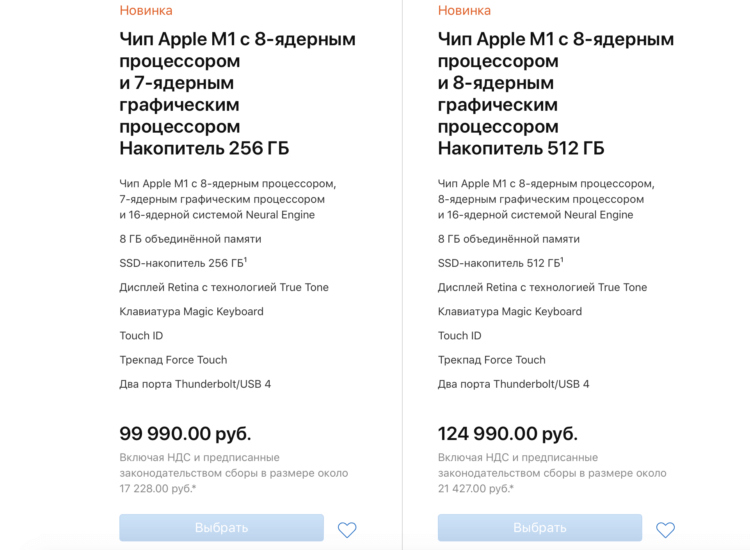 Новинка
Чип Apple M1 с 8-ядерным
процессором
и 7-ядерным
графическим
процессором
Накопитель 256 ГБ
Чип Apple M1 с 8-ядерным процессором,
7-ядерным графическим процессором
и 16-ядерной системой Neural Engine
8 ГБ объединённой памяти
SSD-накопитель 256 ГБ¹
Дисплей Retina с технологией True Tone
Клавиатура Magic Keyboard
Touch ID
Трекпад Force Touch
Два порта Thunderbolt/USB 4
99 990.00 руб.
Включая НДС и предписанные
законодательством сборы в размере около
17 228.00 руб.*
Выбрать
Новинка
Чип Apple M1 с 8-ядерным
процессором
и 8-ядерным
графическим
процессором
Накопитель 512 ГБ
Чип Apple M1 с 8-ядерным процессором,
8-ядерным графическим процессором
и 16-ядерной системой Neural Engine
8 ГБ объединённой памяти
SSD-накопитель 512 ГБ¹
Дисплей Retina с технологией True Tone
Клавиатура Magic Keyboard
Touch ID
Трекпад Force Touch
Два порта Thunderbolt/USB 4
124 990.00 руб.
Включая НДС и предписанные
законодательством сборы в размере около
21 427.00 руб.*
Выбрать